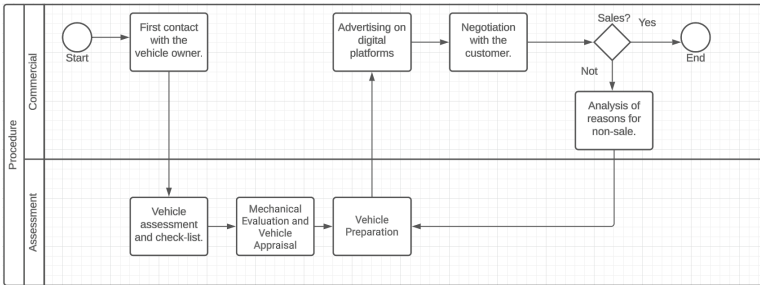 Procedure
Commercial
Start
First contact
with the
vehicle owner.
Advertising on
digital
platforms
Negotiation
with the
customer.
Sales?
Yes
End
Not
Analysis of
reasons for
non-sale.
Assessment
Vehicle
assessment
and check-list.
Mechanical
Evaluation and
Vehicle
Appraisal
Vehicle
Preparation